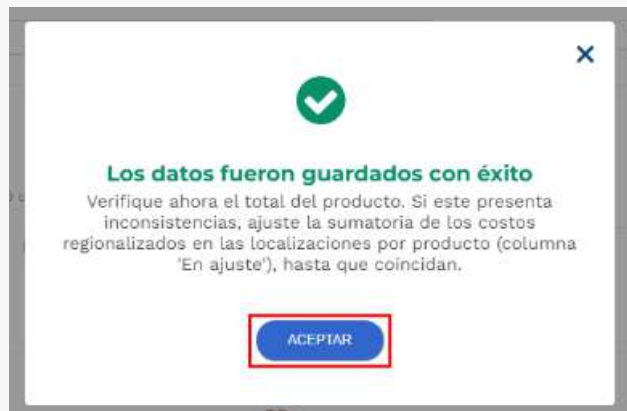 Los datos fueron guardados con éxito
Verifique ahora el total del producto. Si este presenta
inconsistencias, ajuste la sumatoria de los costos
regionalizados en las localizaciones por producto (columna
'En ajuste'), hasta que coincidan.
ACEPTAR